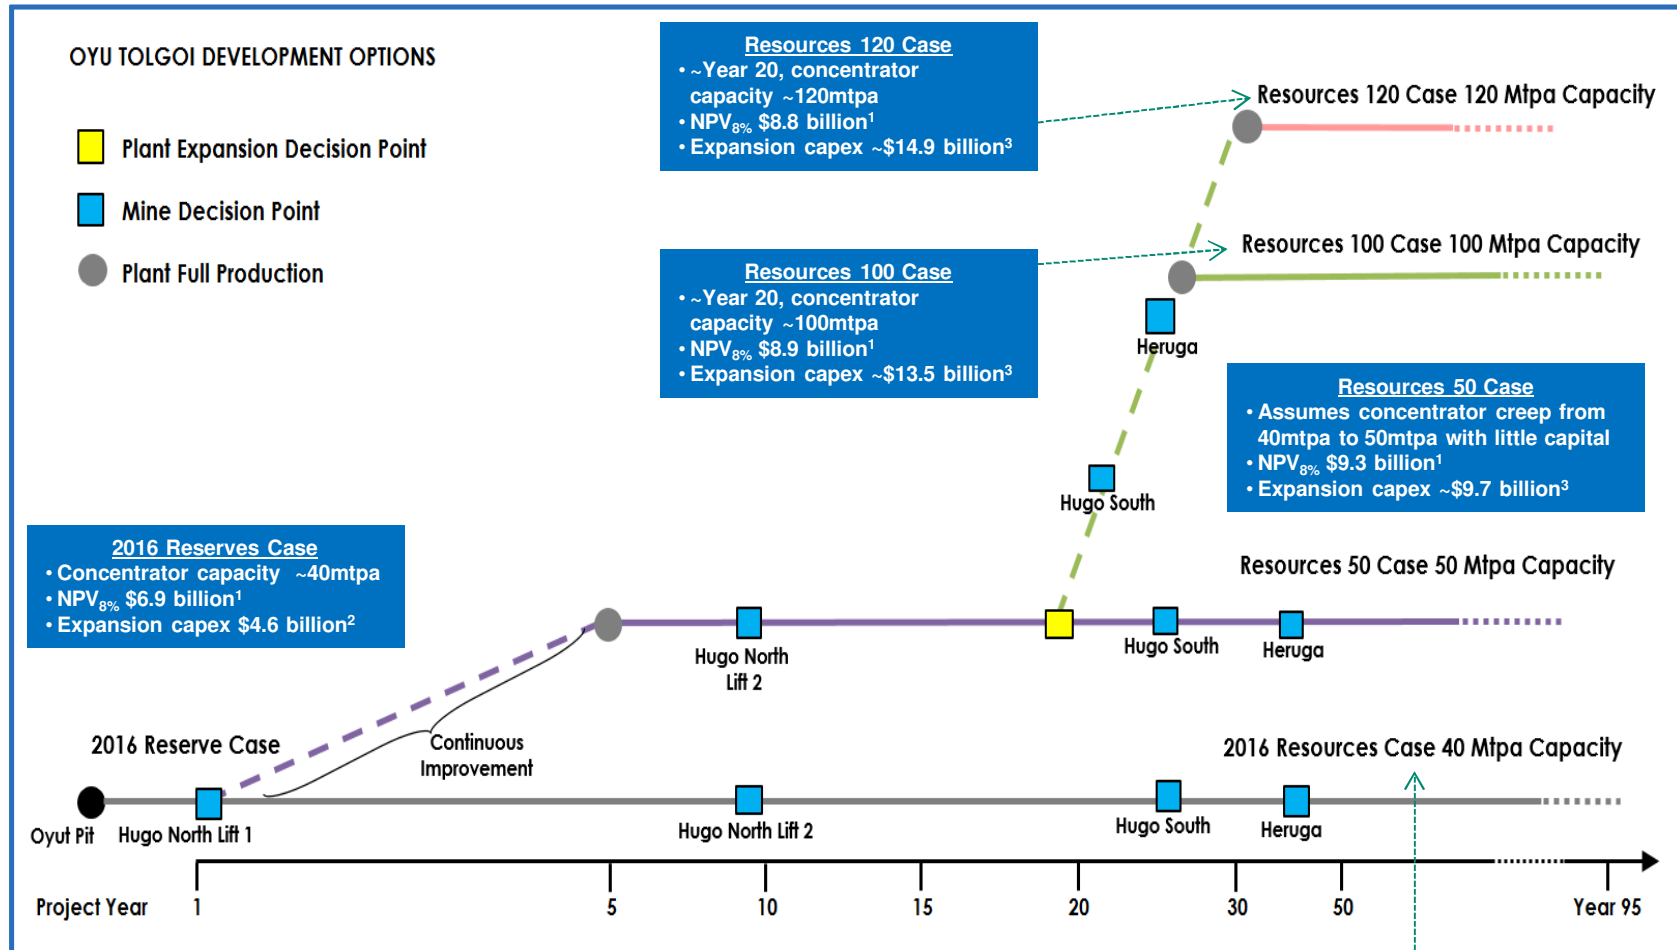 OYU TOLGOI DEVELOPMENT OPTIONS
Plant Expansion Decision Point
Mine Decision Point
Plant Full Production
Resources 120 Case
• ~Year 20, concentrator
capacity ~120mtpa
• NPV8% $8.8 billion1
• Expansion capex ~$14.9 billion3
Resources 120 Case 120 Mtpa Capacity
Resources 100 Case
• ~Year 20, concentrator
capacity ~100mtpa
• NPV8% $8.9 billion1
• Expansion capex ~$13.5 billion3
Resources 100 Case 100 Mtpa Capacity
Heruga
Hugo South
Resources 50 Case
• Assumes concentrator creep from
40mtpa to 50mtpa with little capital
• NPV8% $9.3 billion1
• Expansion capex ~$9.7 billion3
2016 Reserves Case
• Concentrator capacity ~40mtpa
• NPV8% $6.9 billion1
• Expansion capex $4.6 billion2
Resources 50 Case 50 Mtpa Capacity
Hugo North
Lift 2
Hugo South
Heruga
2016 Reserve Case
Continuous
Improvement
2016 Resources Case 40 Mtpa Capacity
Oyut Pit
Hugo North Lift 1
Hugo North Lift 2
Hugo South
Heruga
Project Year
1
5
10
15
20
30
50
Year 95